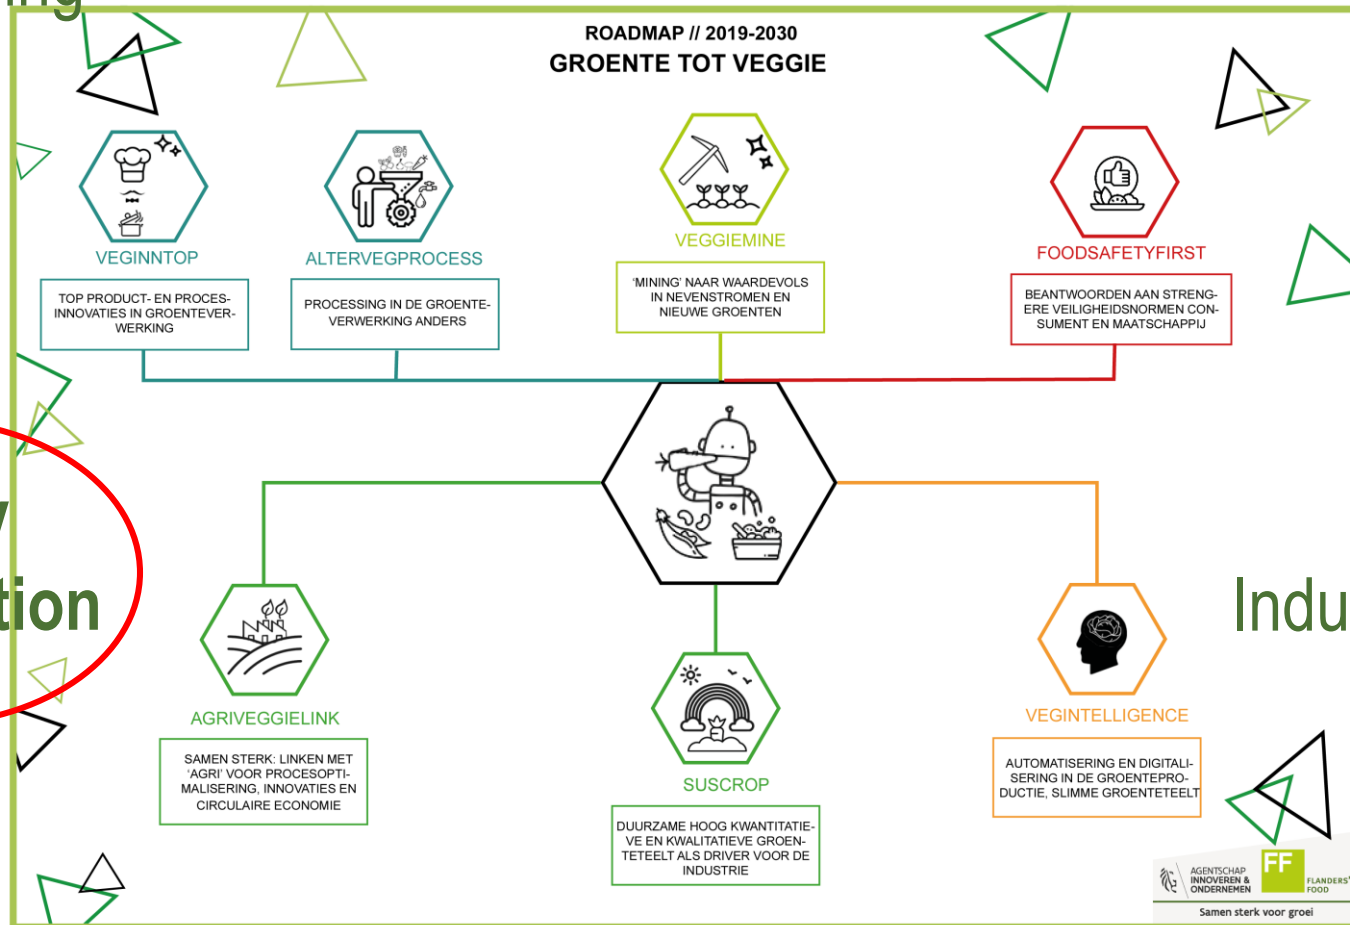 ing
ROADMAP // 2019-2030
GROENTE TOT VEGGIE
VEGINNTOP
TOP PRODUCT- EN PROCES-
INNOVATIES IN GROENTEVER-
WERKING
ALTERVEGPROCESS
PROCESSING IN DE GROENTE-
VERWERKING ANDERS
VEGGIEMINE
'MINING' NAAR WAARDEVOLS
IN NEVENSTROMEN EN
NIEUWE GROENTEN
FOODSAFETYFIRST
BEANTWOORDEN AAN STRENG-
ERE VEILIGHEIDSNORMEN CON-
SUMENT EN MAATSCHAPPIJ
y
tion
Indu
AGRIVEGGIELINK
SAMEN STERK: LINKEN MET
'AGRI' VOOR PROCESOPTI-
MALISERING, INNOVATIES EN
CIRCULAIRE ECONOMIE
SUSCROP
DUURZAME HOOG KWANTITATIE-
VE EN KWALITATIEVE GROEN-
TETEELT ALS DRIVER VOOR DE
INDUSTRIE
VEGINTELLIGENCE
AUTOMATISERING EN DIGITALI-
SERING IN DE GROENTEPRO-
DUCTIE, SLIMME GROENTETEELT
AGENTSCHAP
INNOVEREN &
ONDERNEMEN
FF
FLANDERS'
FOOD
Samen sterk voor groei